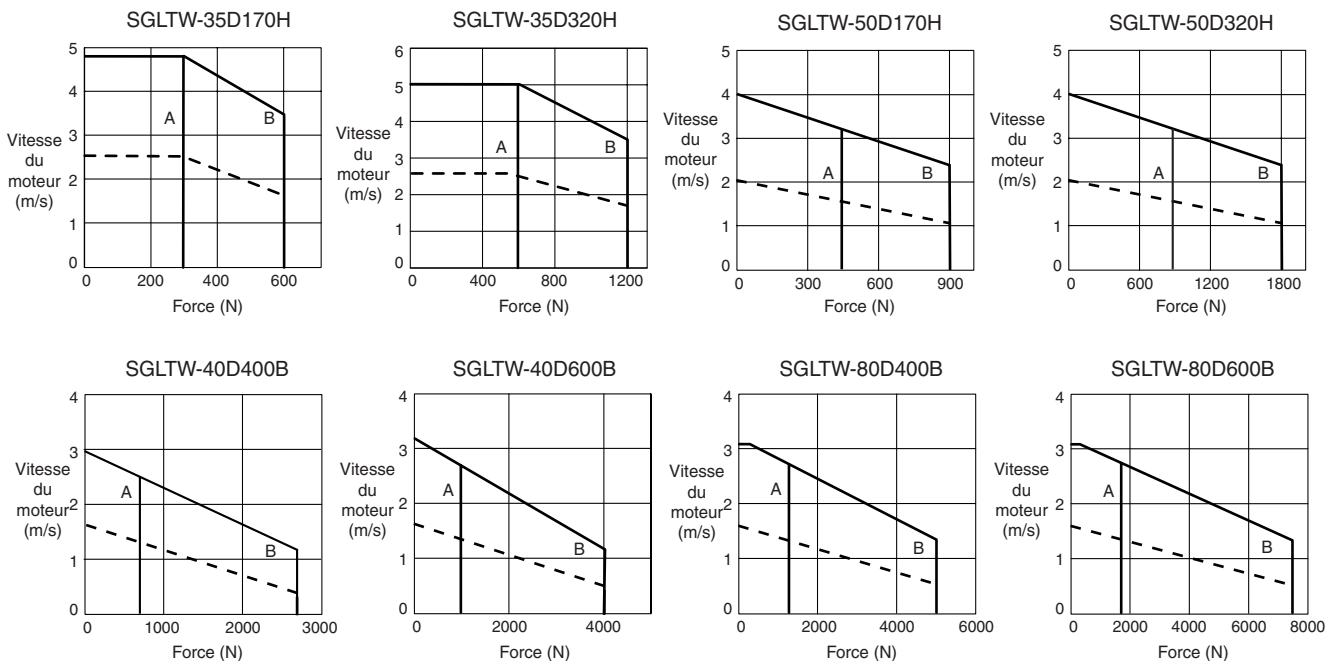 SGLTW-35D170H
5
4
3
2
1
0
Vitesse
du
moteur
(m/s)
A
B
0 200 400 600
Force (N)
SGLTW-35D320H
6
5
4
3
2
1
0
Vitesse
du
moteur
(m/s)
A
B
0 400 800 1200
Force (N)
SGLTW-50D170H
5
4
3
2
1
0
Vitesse
du
moteur
(m/s)
A
B
0 300 600 900
Force (N)
SGLTW-50D320H
5
4
3
2
1
0
Vitesse
du
moteur
(m/s)
A
B
0 600 1200 1800
Force (N)
SGLTW-40D400B
4
3
2
1
0
Vitesse
du
moteur
(m/s)
A
B
0 1000 2000 3000
Force (N)
SGLTW-40D600B
4
3
2
1
0
Vitesse
du
moteur
(m/s)
A
B
0 2000 4000
Force (N)
SGLTW-80D400B
4
3
2
1
0
Vitesse
du
moteur
(m/s)
A
B
0 2000 4000 6000
Force (N)
SGLTW-80D600B
4
3
2
1
0
Vitesse
du
moteur
(m/s)
A
B
0 2000 4000 6000 8000
Force (N)